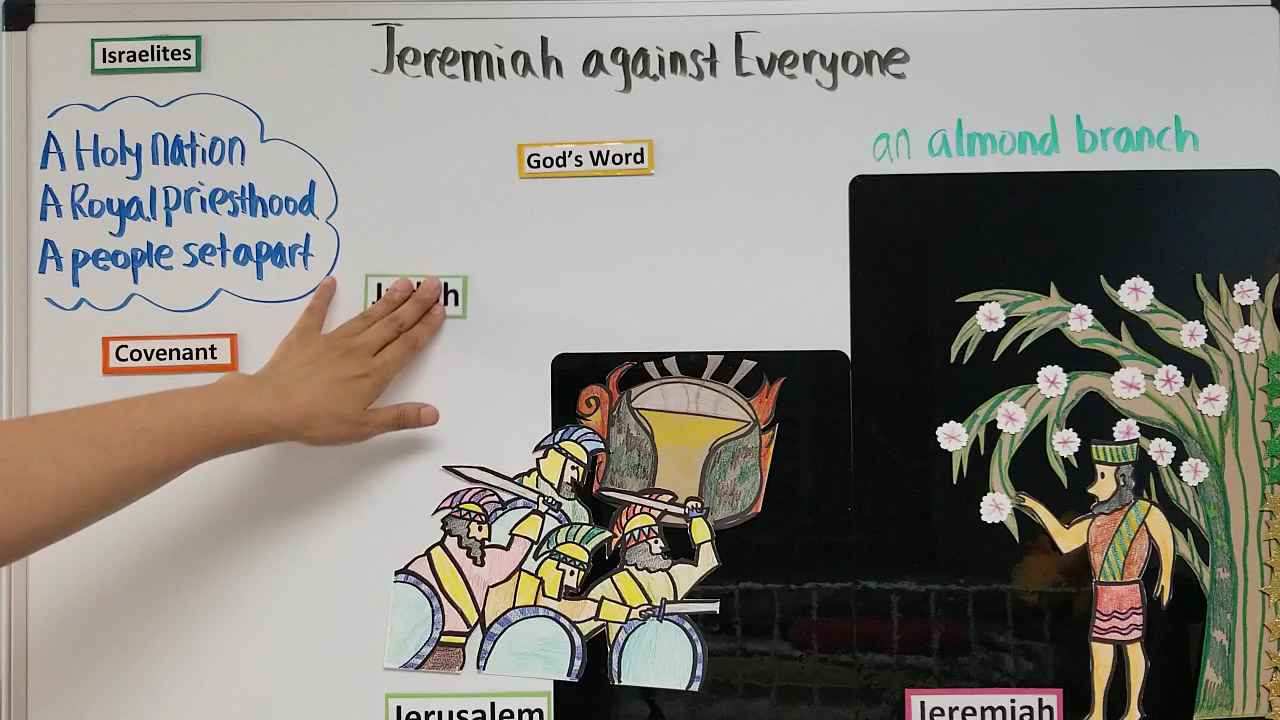 Israelites
Jeremiah against Everyone
A Holy nation
A Royal priesthood
A people set apart
God's Word
an almond branch
Covenant
Jerusalem
Jeremiah